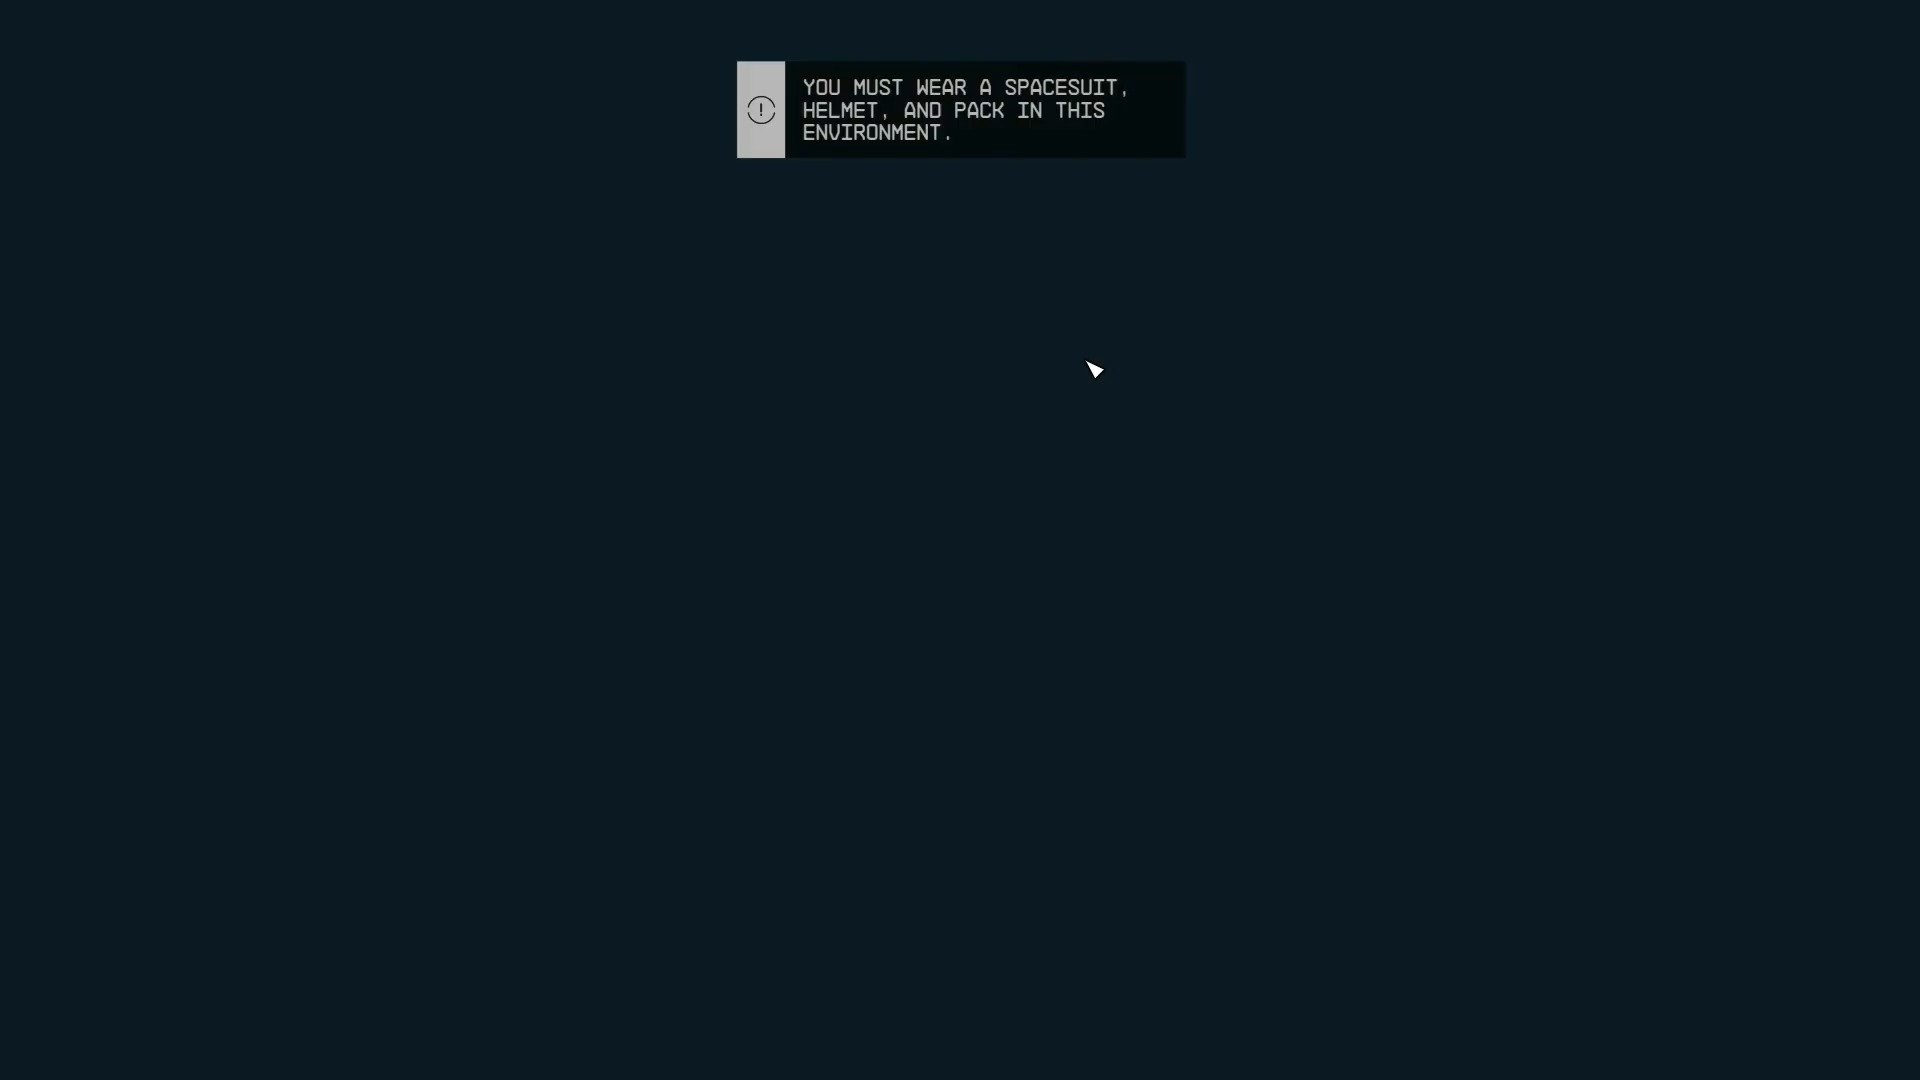 YOU MUST WEAR A SPACESUIT,
HELMET, AND PACK IN THIS
ENVIRONMENT.